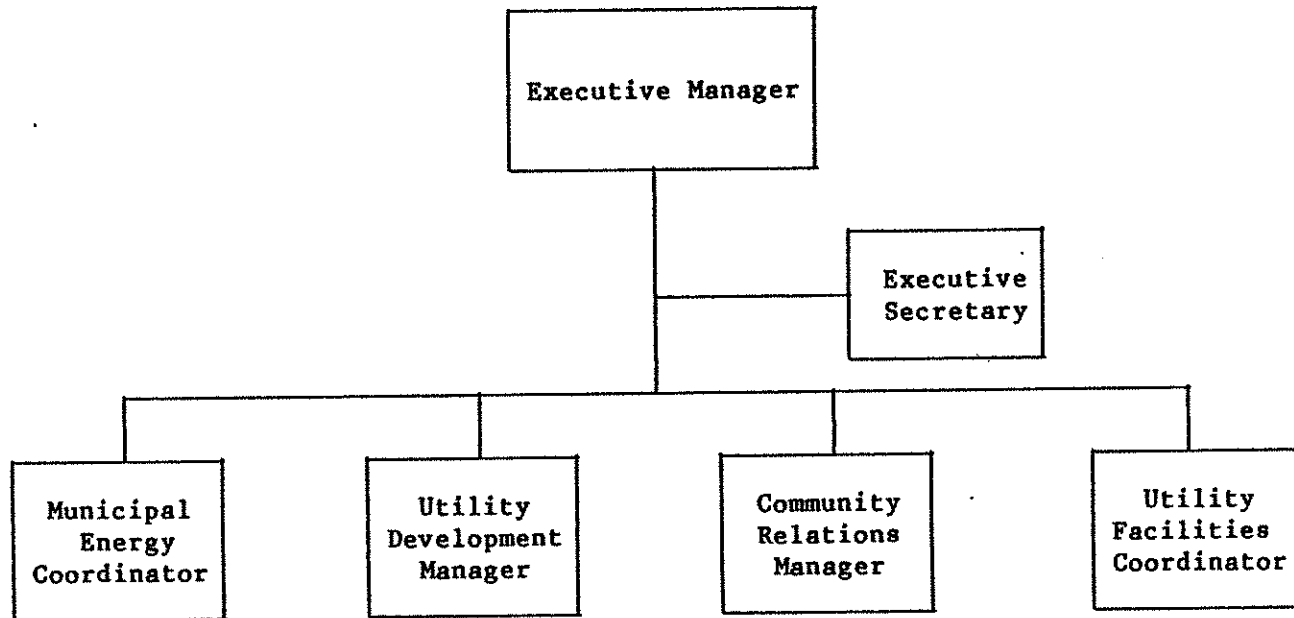 Executive Manager
Executive
Secretary
Municipal
Energy
Coordinator
Utility
Development
Manager
Community
Relations
Manager
Utility
Facilities
Coordinator